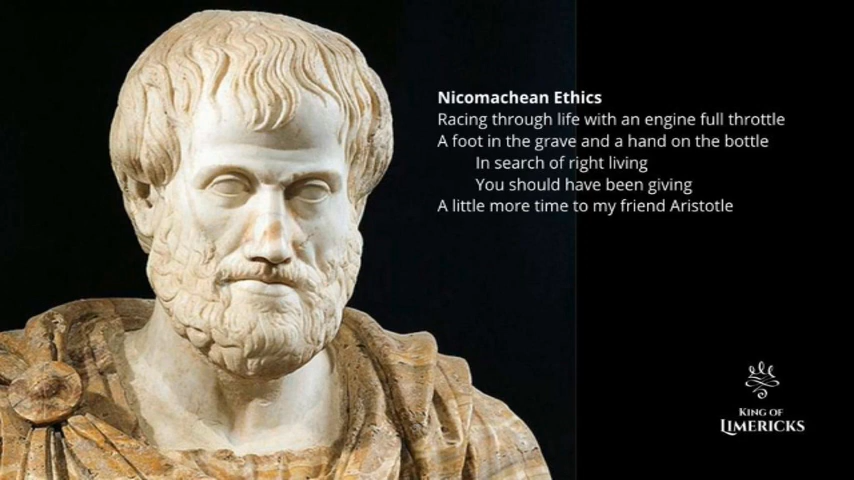 Nicomachean Ethics
Racing through life with an engine full throttle
A foot in the grave and a hand on the bottle
In search of right living
You should have been giving
A little more time to my friend Aristotle
KING OF
LIMERICKS